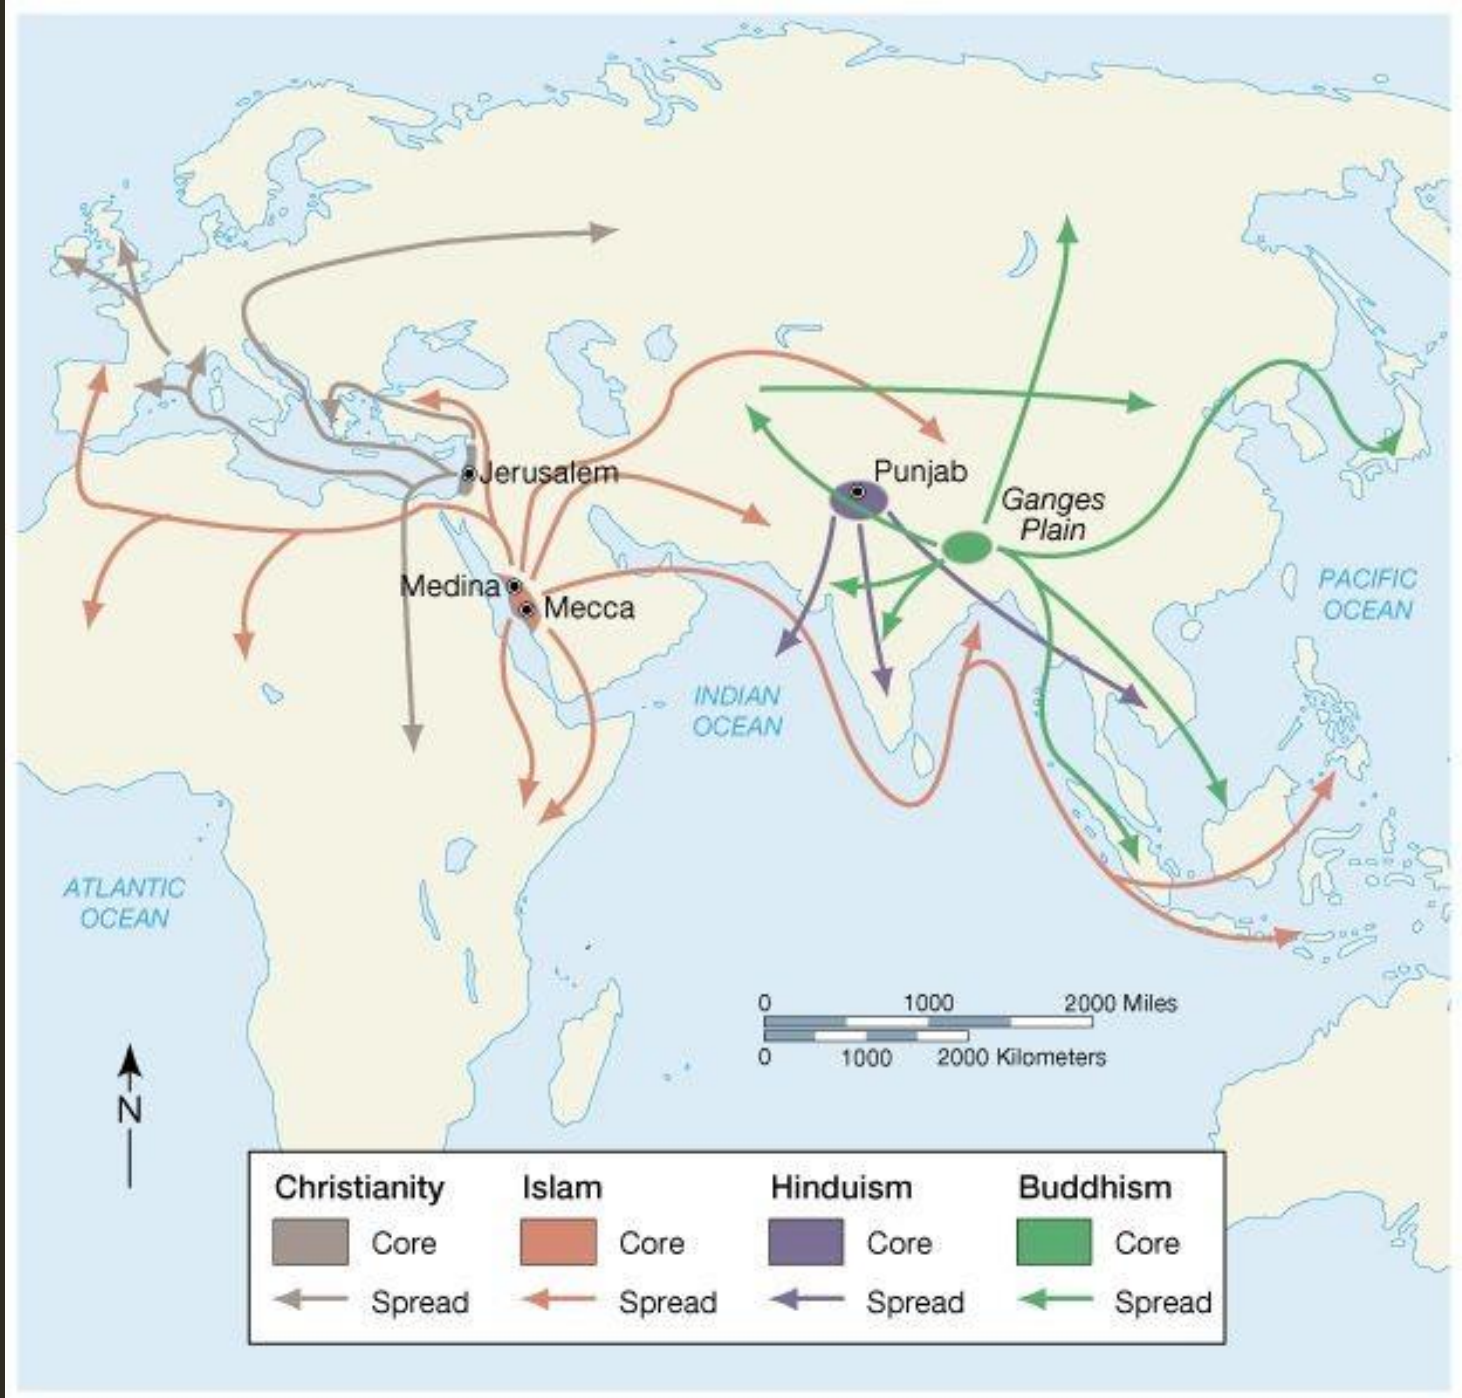 Jerusalem
Punjab
Ganges
Plain
Medina
Mecca
PACIFIC
OCEAN
INDIAN
OCEAN
ATLANTIC
OCEAN
0 1000 2000 Miles
0 1000 2000 Kilometers
N
Christianity Islam Hinduism Buddhism
Core Core Core Core
Spread Spread Spread Spread